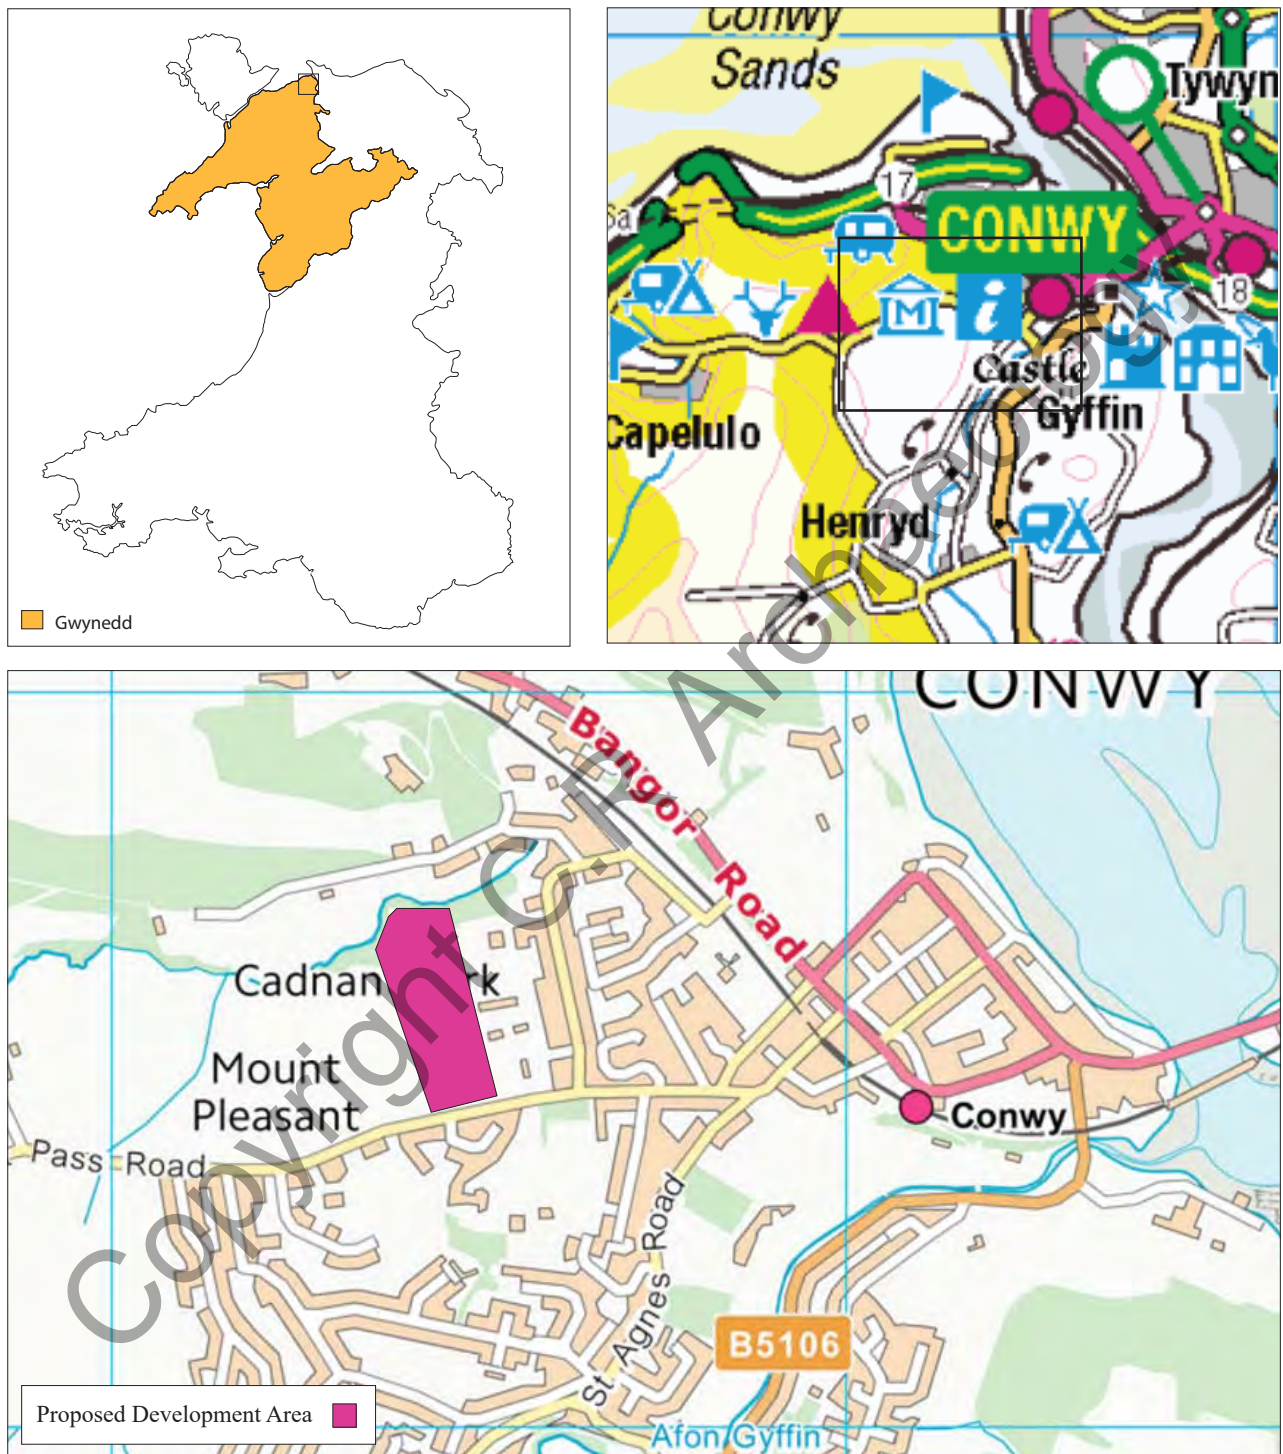 Gwynedd
Conwy
Sands
Tywyn
17
CONWY
18
Castle
Gyffin
Capelulo
Henryd
CONWY
Bangor Road
Cadnant Park
Mount
Pleasant
Pass Road
Conwy
St Agnes Road
B5106
Afon Gyffin
Proposed Development Area
Copyright C.R Archaeology